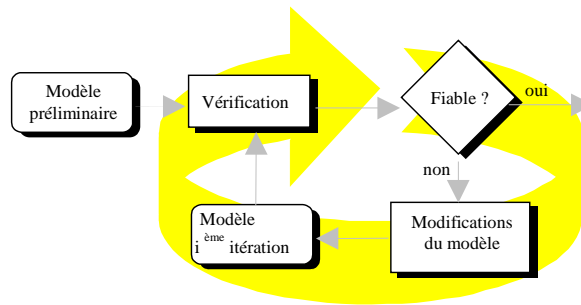 Modèle
préliminaire
Vérification
Fiable ?
oui
non
Modifications
du modèle
Modèle
i ème itération